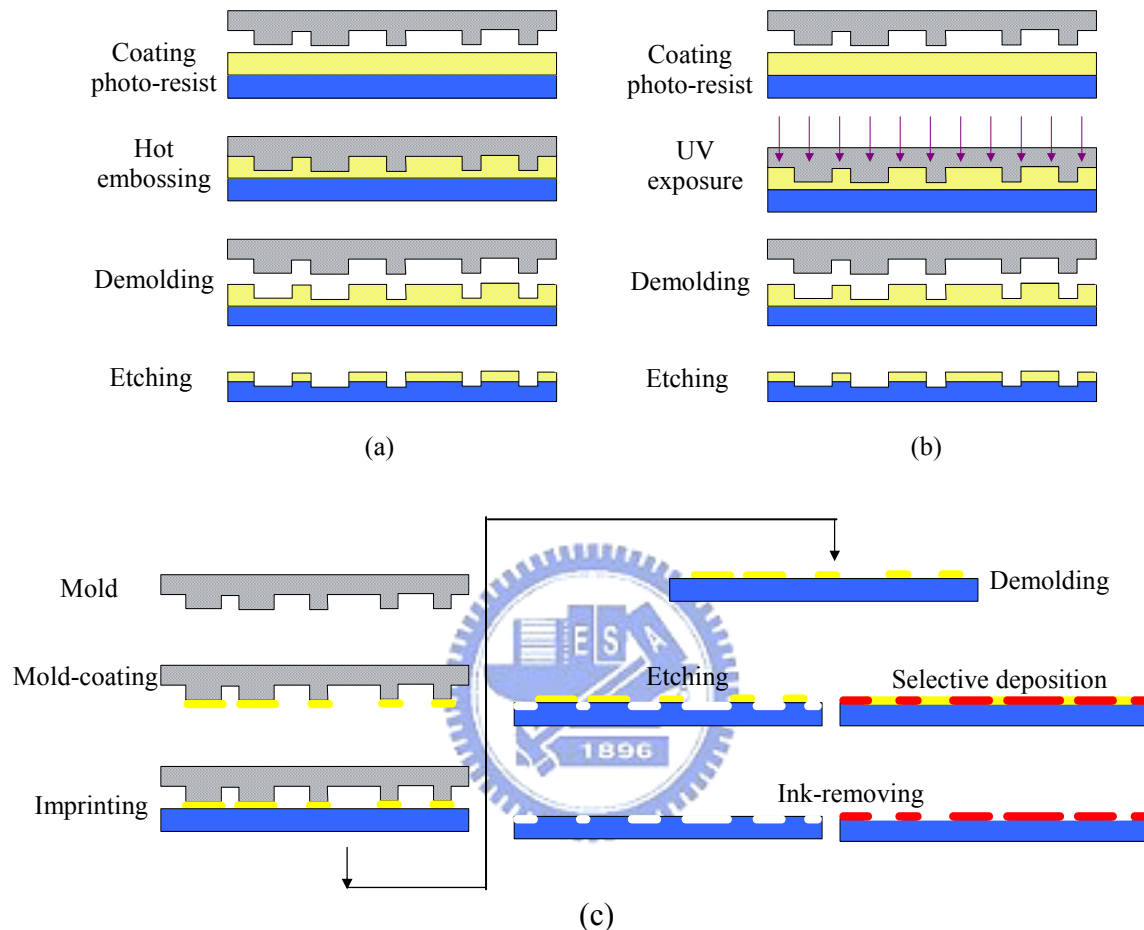 Coating
photo-resist
Hot
embossing
Demolding
Etching
(a)
Coating
photo-resist
UV
exposure
Demolding
Etching
(b)
Mold
Mold-coating
Imprinting
Demolding
Etching
Selective deposition
Ink-removing
(c)
E S A
1896